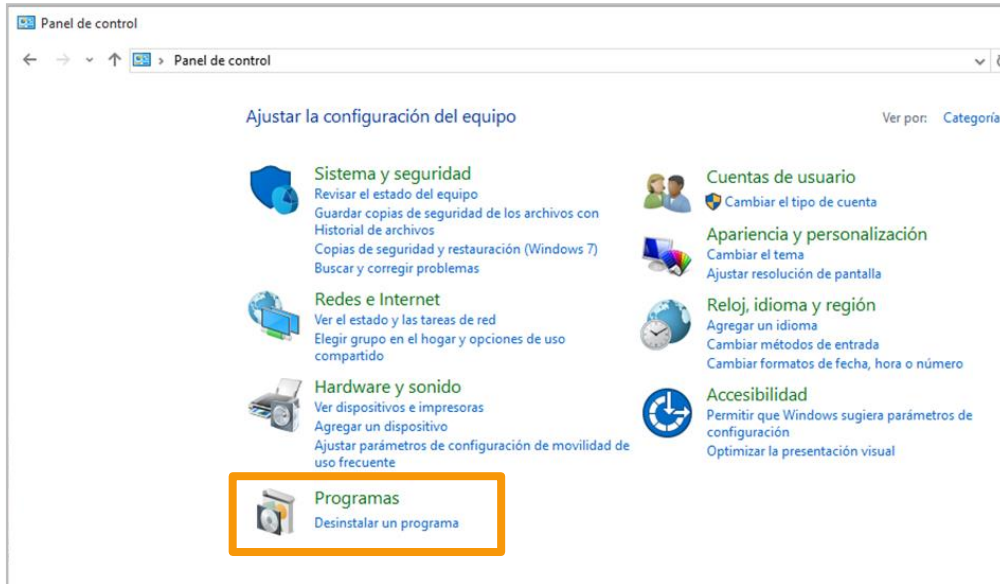 Panel de control
Panel de control
Ajustar la configuración del equipo
Ver por: Categoría
Sistema y seguridad
Revisar el estado del equipo
Guardar copias de seguridad de los archivos con
Historial de archivos
Copias de seguridad y restauración (Windows 7)
Buscar y corregir problemas
Redes e Internet
Ver el estado y las tareas de red
Elegir grupo en el hogar y opciones de uso
compartido
Hardware y sonido
Ver dispositivos e impresoras
Agregar un dispositivo
Ajustar parámetros de configuración de movilidad de
uso frecuente
Programas
Desinstalar un programa
Cuentas de usuario
Cambiar el tipo de cuenta
Apariencia y personalización
Cambiar el tema
Ajustar resolución de pantalla
Reloj, idioma y región
Agregar un idioma
Cambiar métodos de entrada
Cambiar formatos de fecha, hora o número
Accesibilidad
Permitir que Windows sugiera parámetros de
configuración
Optimizar la presentación visual